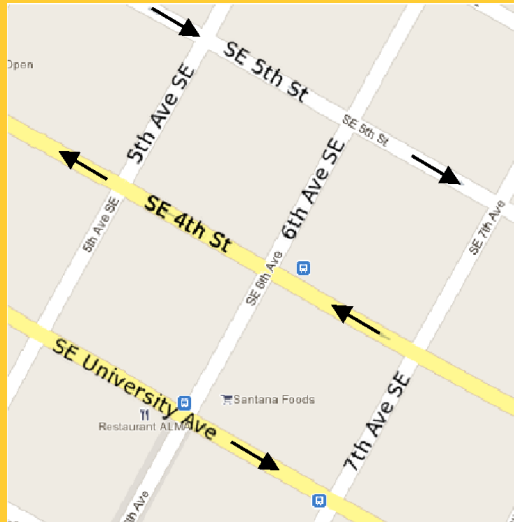 SE 5th St
Open
5th Ave SE
SE 5th St
6th Ave SE
5th Ave SE
SE 4th St
SE 7th Ave
SE 6th Ave
SE University Ave
Santana Foods
Restaurant ALMA
7th Ave SE
th Ave